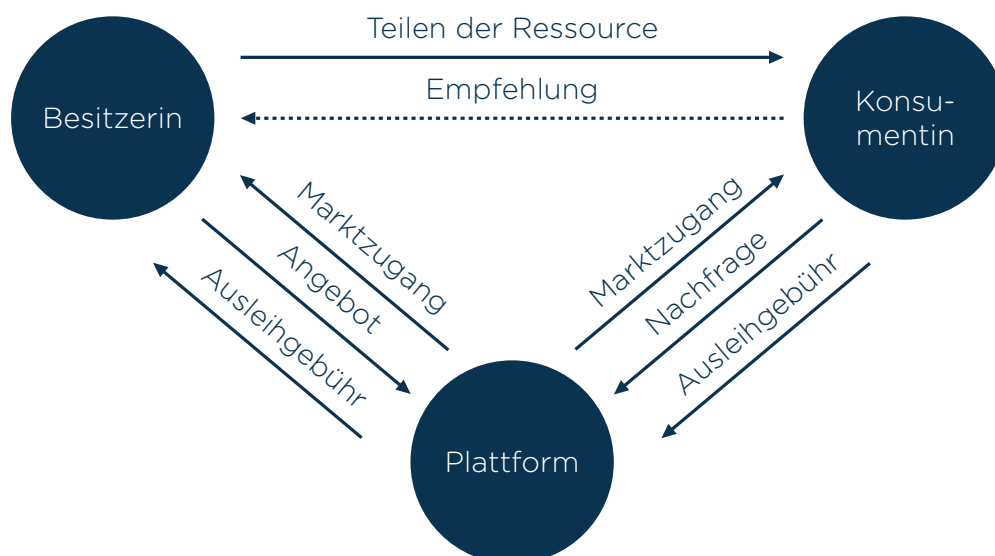 Teilen der Ressource
Empfehlung
Besitzerin
Konsu-
mentin
Marktzugang
Angebot
Ausleihgebühr
Marktzugang
Nachfrage
Ausleihgebühr
Plattform